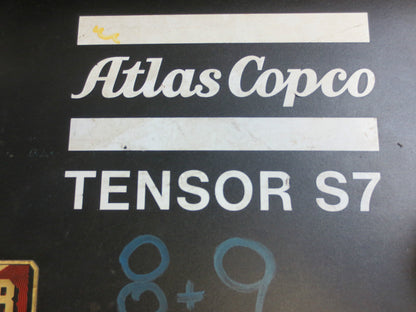 Atlas Copco
TENSOR S7
8+9